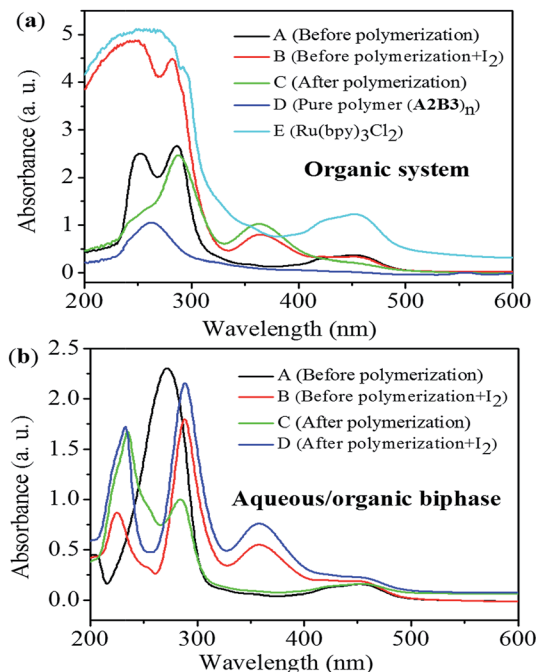 (a)
5
4
3
2
1
0
Absorbance (a. u.)
A (Before polymerization)
B (Before polymerization+I2)
C (After polymerization)
D (Pure polymer (A2B3)n)
E (Ru(bpy)3Cl2)
Organic system
200 300 400 500 600
Wavelength (nm)
(b)
2.5
2.0
1.5
1.0
0.5
0.0
Absorbance (a. u.)
A (Before polymerization)
B (Before polymerization+I2)
C (After polymerization)
D (After polymerization+I2)
Aqueous/organic biphase
200 300 400 500 600
Wavelength (nm)